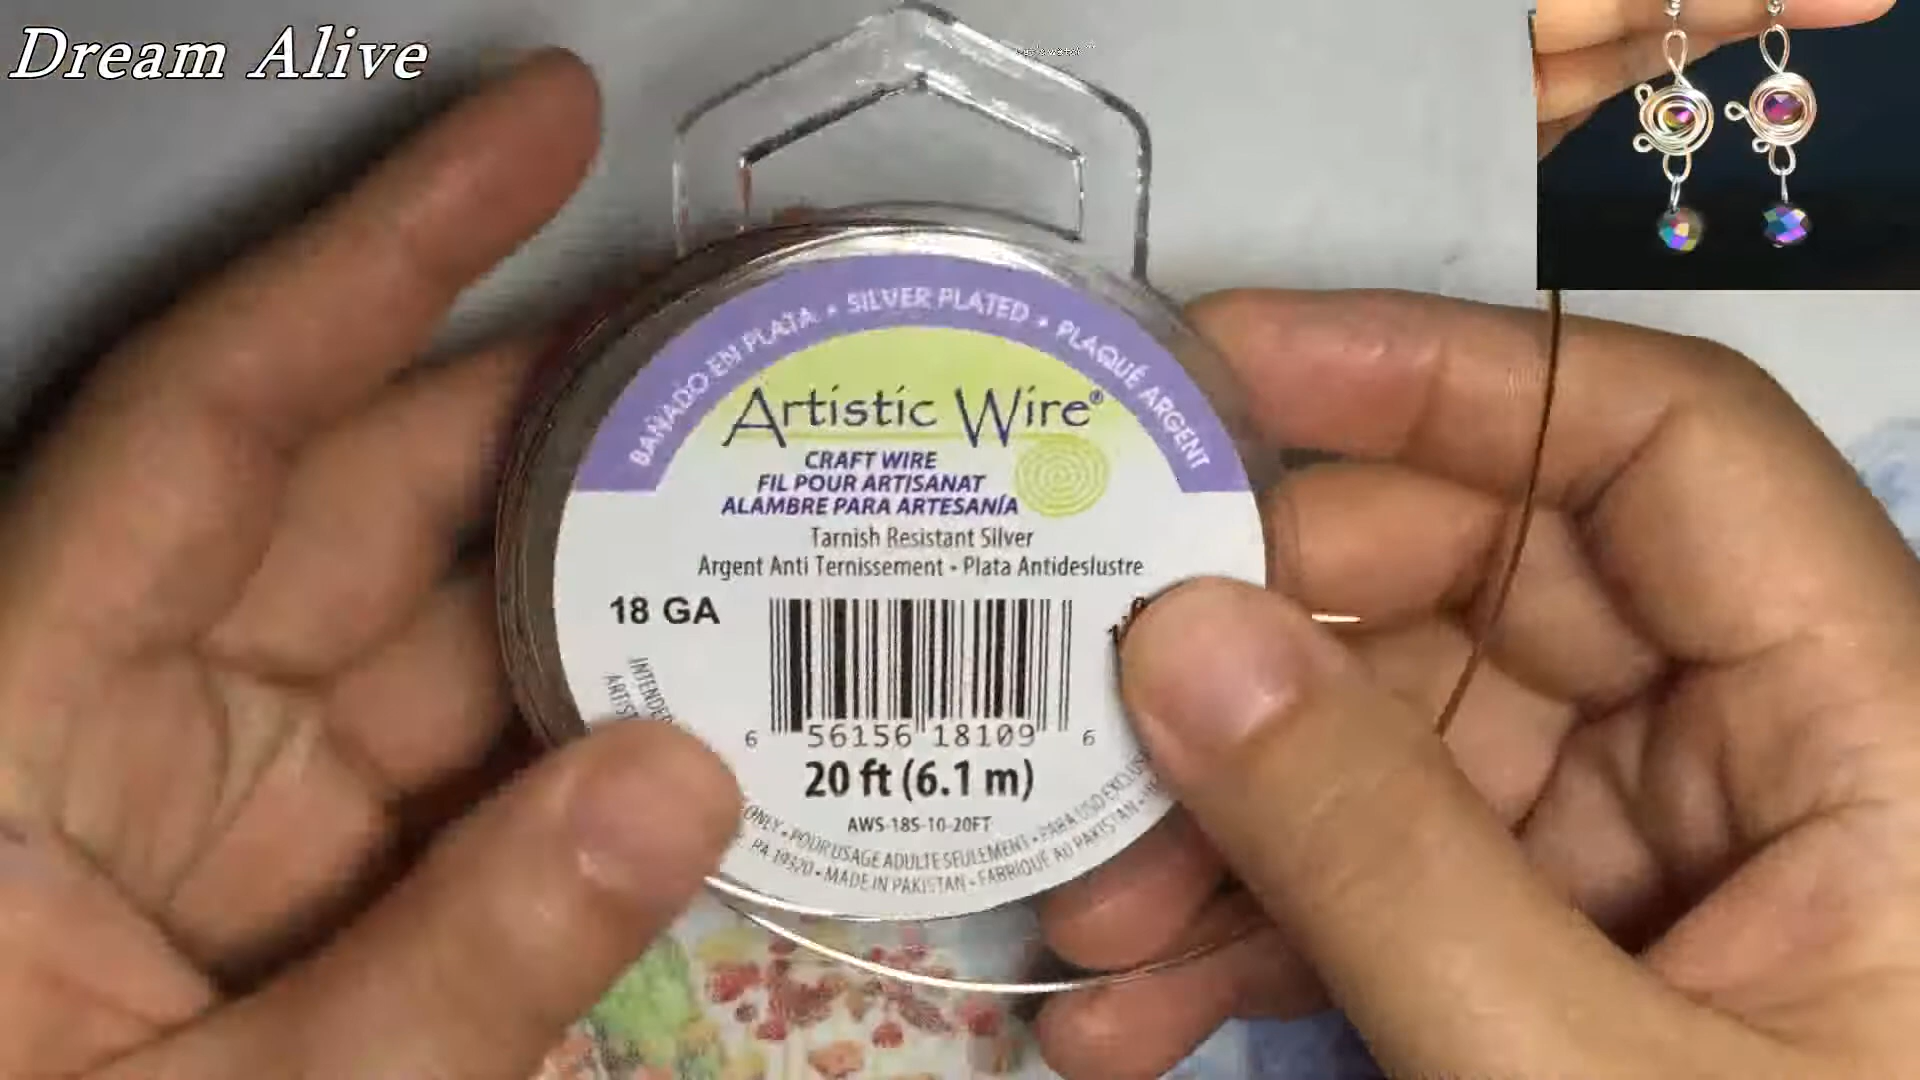 Dream Alive
BAÑADO EN PLATA • SILVER PLATED • PLAQUÉ ARGENT
Artistic Wire®
CRAFT WIRE
FIL POUR ARTISANAT
ALAMBRE PARA ARTESANÍA
Tarnish Resistant Silver
Argent Anti Ternissement • Plata Antideslustre
18 GA
6 56156 18109 6
20 ft (6.1 m)
AWS-18S-10-20FT
INTENDED
ONLY • POUR USAGE ADULTE SEULEMENT • PARA USO
PA 19320 • MADE IN PAKISTAN • FABRIQUÉ AU PAKISTAN •